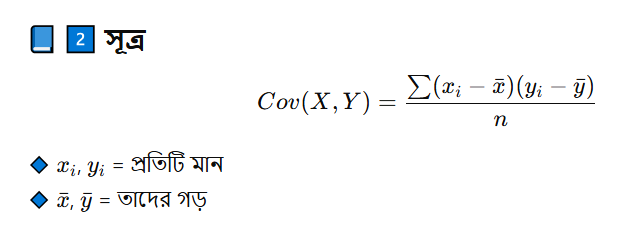 📘 2️⃣ সূত্র
Cov(X, Y) = ∑(xᵢ − x̄)(yᵢ − ȳ) / n
🔹 xᵢ, yᵢ = প্রতিটি মান
🔹 x̄, ȳ = তাদের গড়